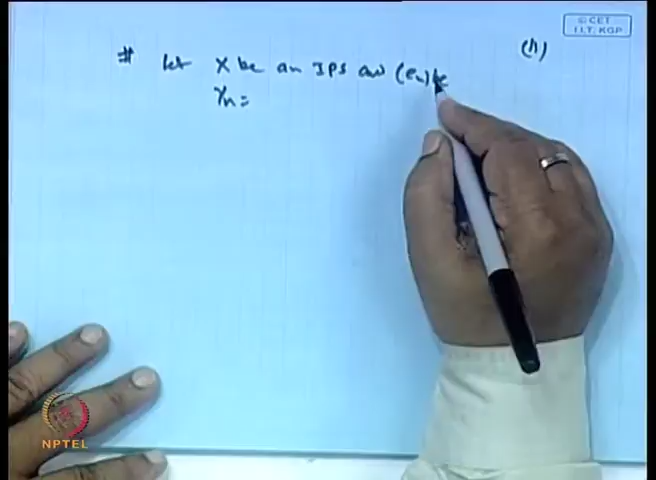 © CET
I.I.T. KGP
(11)
# Let X be an IPS and (en) be
Yn =
NPTEL